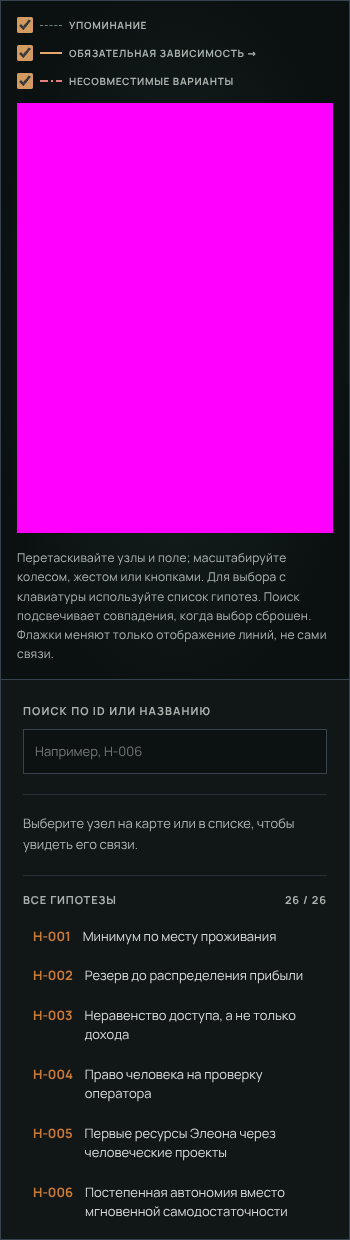 УПОМИНАНИЕ
ОБЯЗАТЕЛЬНАЯ ЗАВИСИМОСТЬ →
НЕСОВМЕСТИМЫЕ ВАРИАНТЫ
Перетаскивайте узлы и поле; масштабируйте
колесом, жестом или кнопками. Для выбора с
клавиатуры используйте список гипотез. Поиск
подсвечивает совпадения, когда выбор сброшен.
Флажки меняют только отображение линий, не сами
связи.
ПОИСК ПО ID ИЛИ НАЗВАНИЮ
Например, H-006
Выберите узел на карте или в списке, чтобы
увидеть его связи.
ВСЕ ГИПОТЕЗЫ 26 / 26
H-001 Минимум по месту проживания
H-002 Резерв до распределения прибыли
H-003 Неравенство доступа, а не только
дохода
H-004 Право человека на проверку
оператора
H-005 Первые ресурсы Элеона через
человеческие проекты
H-006 Постепенная автономия вместо
мгновенной самодостаточности